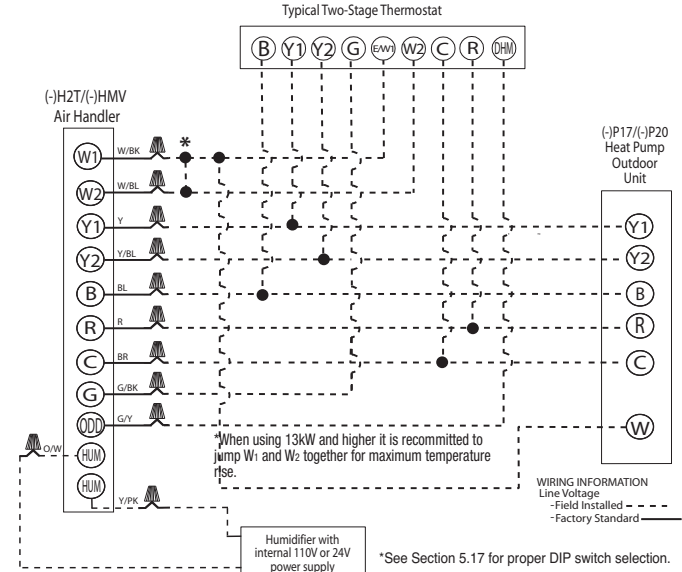 Typical Two-Stage Thermostat
B Y1 Y2 G E/W1 W2 C R DHM
(-)H2T/(-)HMV
Air Handler
(-)P17/(-)P20
Heat Pump
Outdoor
Unit
W1 W/BK *
W2 W/BL
Y1 Y Y1
Y2 Y/BL Y2
B BL B
R R R
C BR C
G G/BK
ODD G/Y
W
*When using 13kW and higher it is recommitted to
jump W1 and W2 together for maximum temperature
rise.
O/W HUM
HUM Y/PK
WIRING INFORMATION
Line Voltage
-Field Installed
-Factory Standard
Humidifier with
internal 110V or 24V
power supply
*See Section 5.17 for proper DIP switch selection.